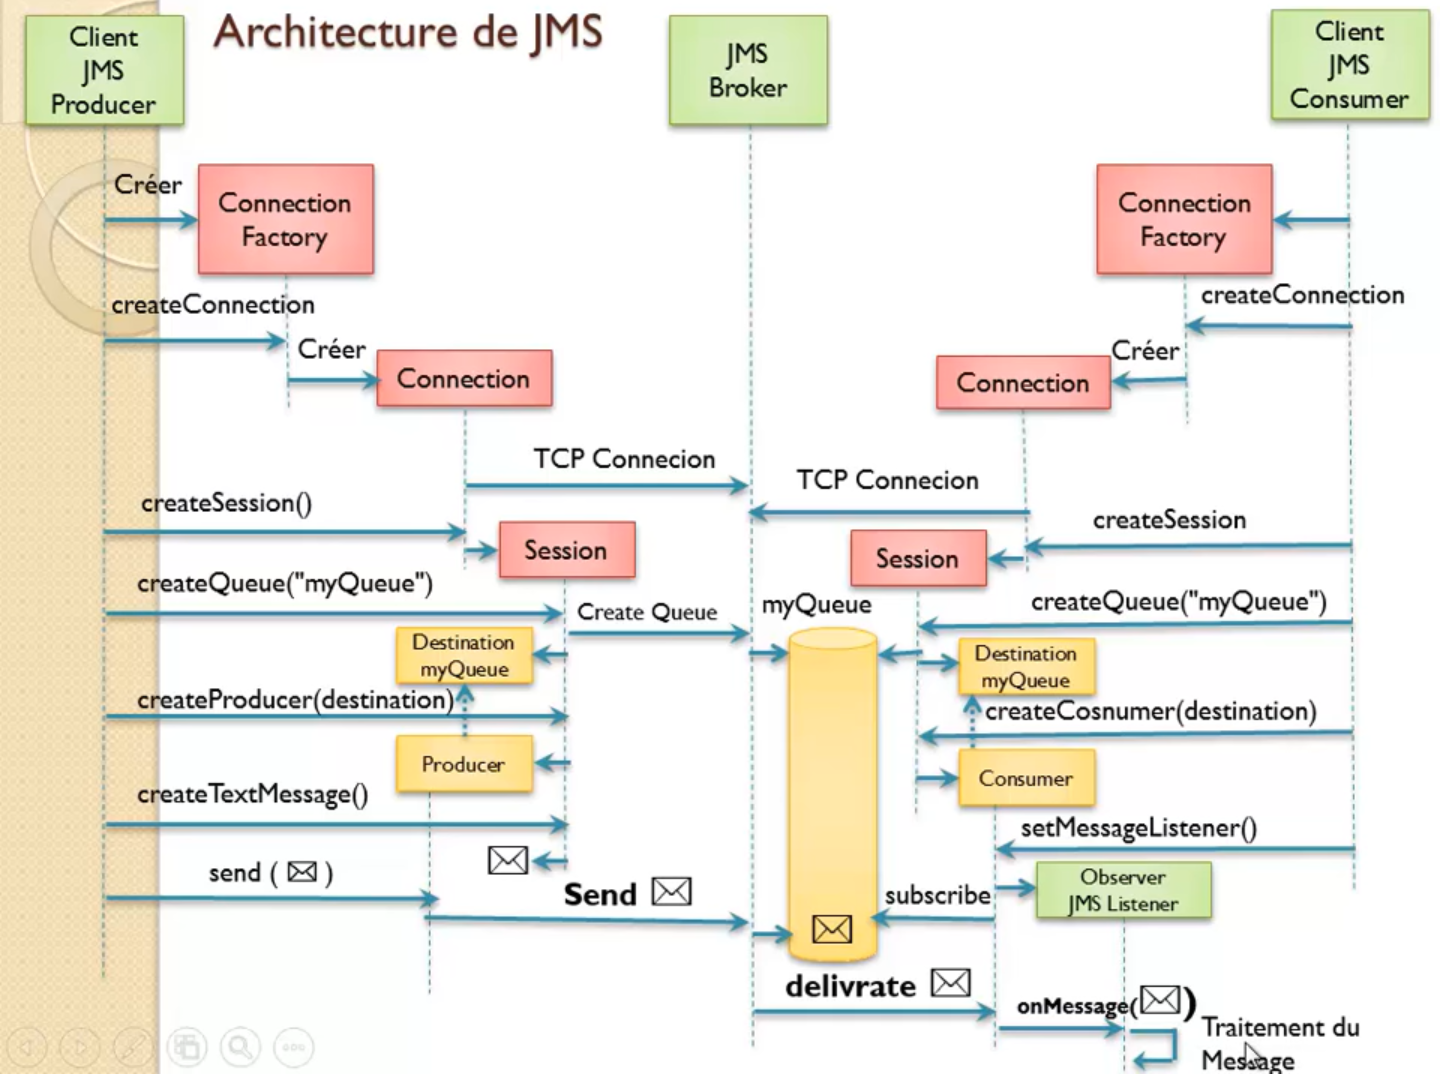 Architecture de JMS
Client
JMS
Producer
JMS
Broker
Client
JMS
Consumer
Créer
Connection
Factory
Connection
Factory
createConnection
createConnection
Créer
Connection
Créer
Connection
TCP Connecion
TCP Connecion
createSession()
createSession
Session
Session
createQueue("myQueue")
Create Queue
myQueue
createQueue("myQueue")
Destination
myQueue
Destination
myQueue
createProducer(destination)
createCosnumer(destination)
Producer
Consumer
createTextMessage()
setMessageListener()
send ( )
Send
subscribe
Observer
JMS Listener
delivrate
onMessage( )
Traitement du
Message